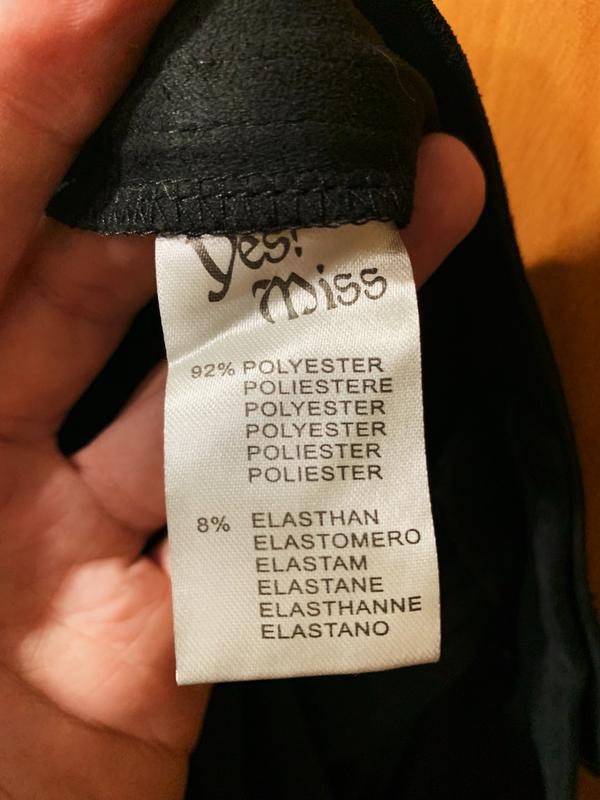 Yes!
Miss
92% POLYESTER
POLIESTERE
POLYESTER
POLYESTER
POLIESTER
POLIESTER
8% ELASTHAN
ELASTOMERO
ELASTAM
ELASTANE
ELASTHANNE
ELASTANO